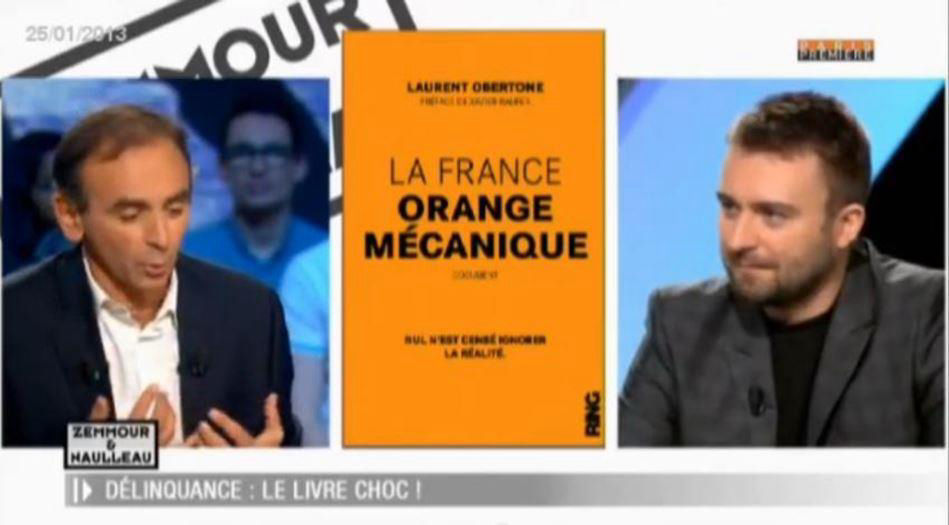 25/01/2013
ZEMMOUR
PARIS
PREMIÈRE
LAURENT OBERTONE
PRÉFACE DE XAVIER RAUFER
LA FRANCE
ORANGE
MÉCANIQUE
DOCUMENT
NUL N'EST CENSÉ IGNORER
LA RÉALITÉ.
RING
ZEMMOUR
&
NAULLEAU
DÉLINQUANCE : LE LIVRE CHOC !